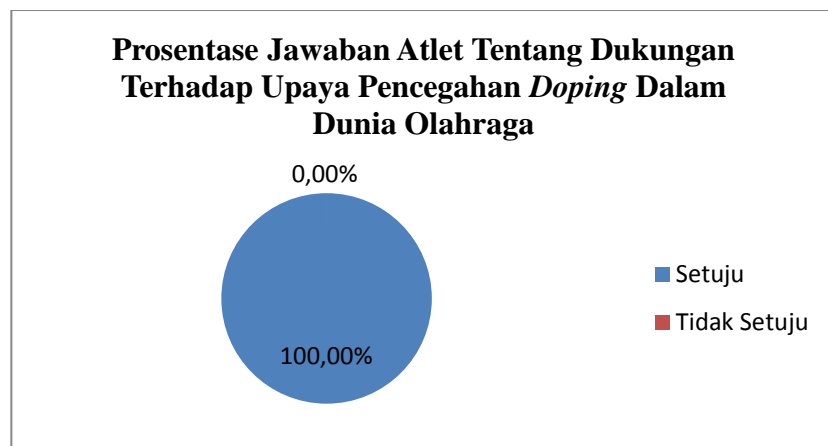 Prosentase Jawaban Atlet Tentang Dukungan
Terhadap Upaya Pencegahan Doping Dalam
Dunia Olahraga
0,00%
100,00%
Setuju
Tidak Setuju